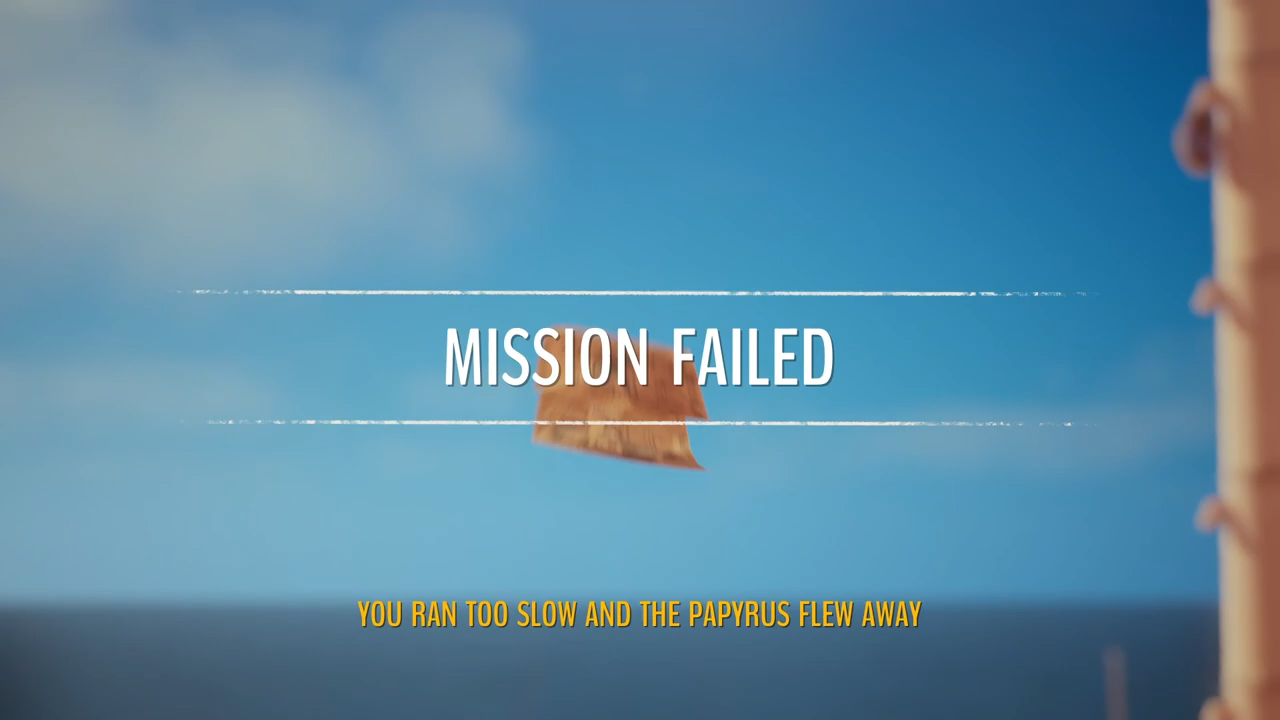 MISSION FAILED
YOU RAN TOO SLOW AND THE PAPYRUS FLEW AWAY